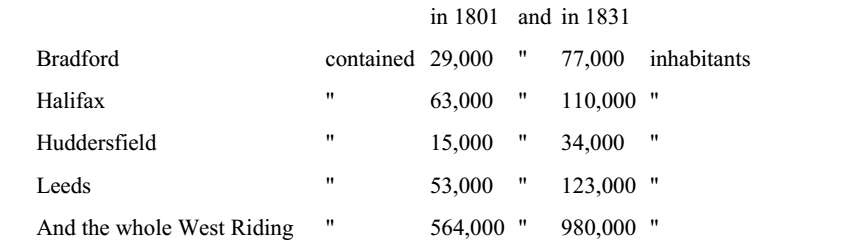 in 1801 and in 1831
Bradford contained 29,000 " 77,000 inhabitants
Halifax " 63,000 " 110,000 "
Huddersfield " 15,000 " 34,000 "
Leeds " 53,000 " 123,000 "
And the whole West Riding " 564,000 " 980,000 "